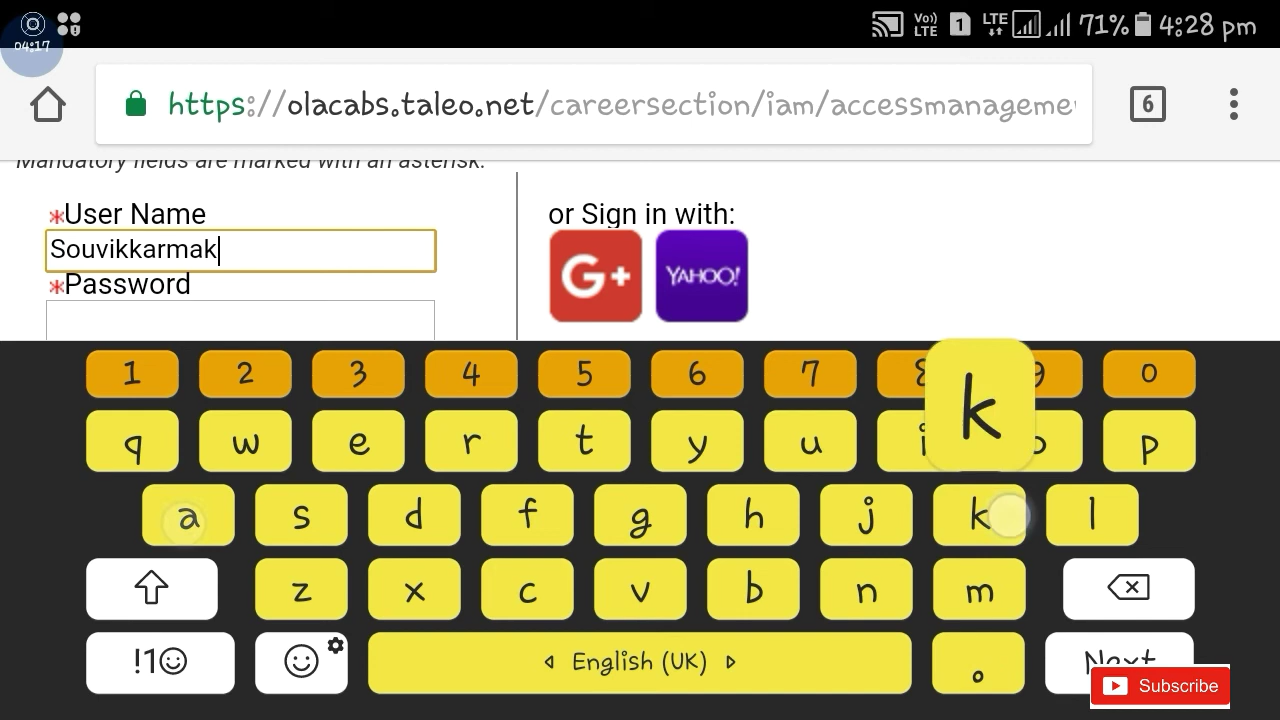 04:17
Vo)) LTE 1 LTE 71% 4:28 pm
https://olacabs.taleo.net/careersection/iam/accessmanageme
6
Mandatory fields are marked with an asterisk.
*User Name
Souvikkarmak
*Password
or Sign in with:
G+ YAHOO!
1 2 3 4 5 6 7 8 9 0
k
q w e r t y u i o p
a s d f g h j k l
z x c v b n m
!1☺ English (UK) . Next
Subscribe